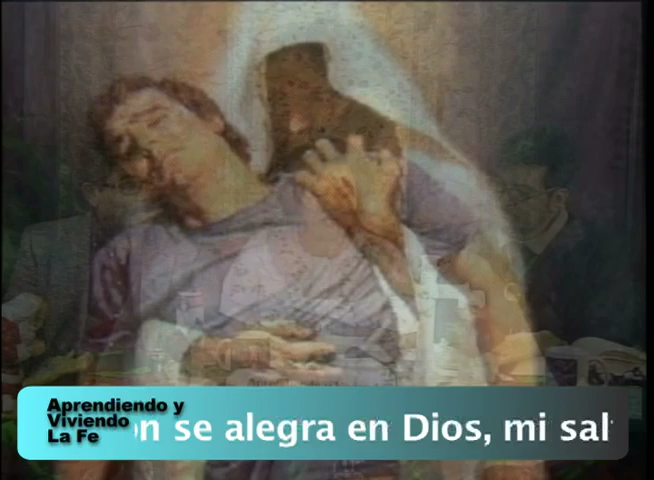 Aprendiendo y
Viviendo
La Fe
n se alegra en Dios, mi sal